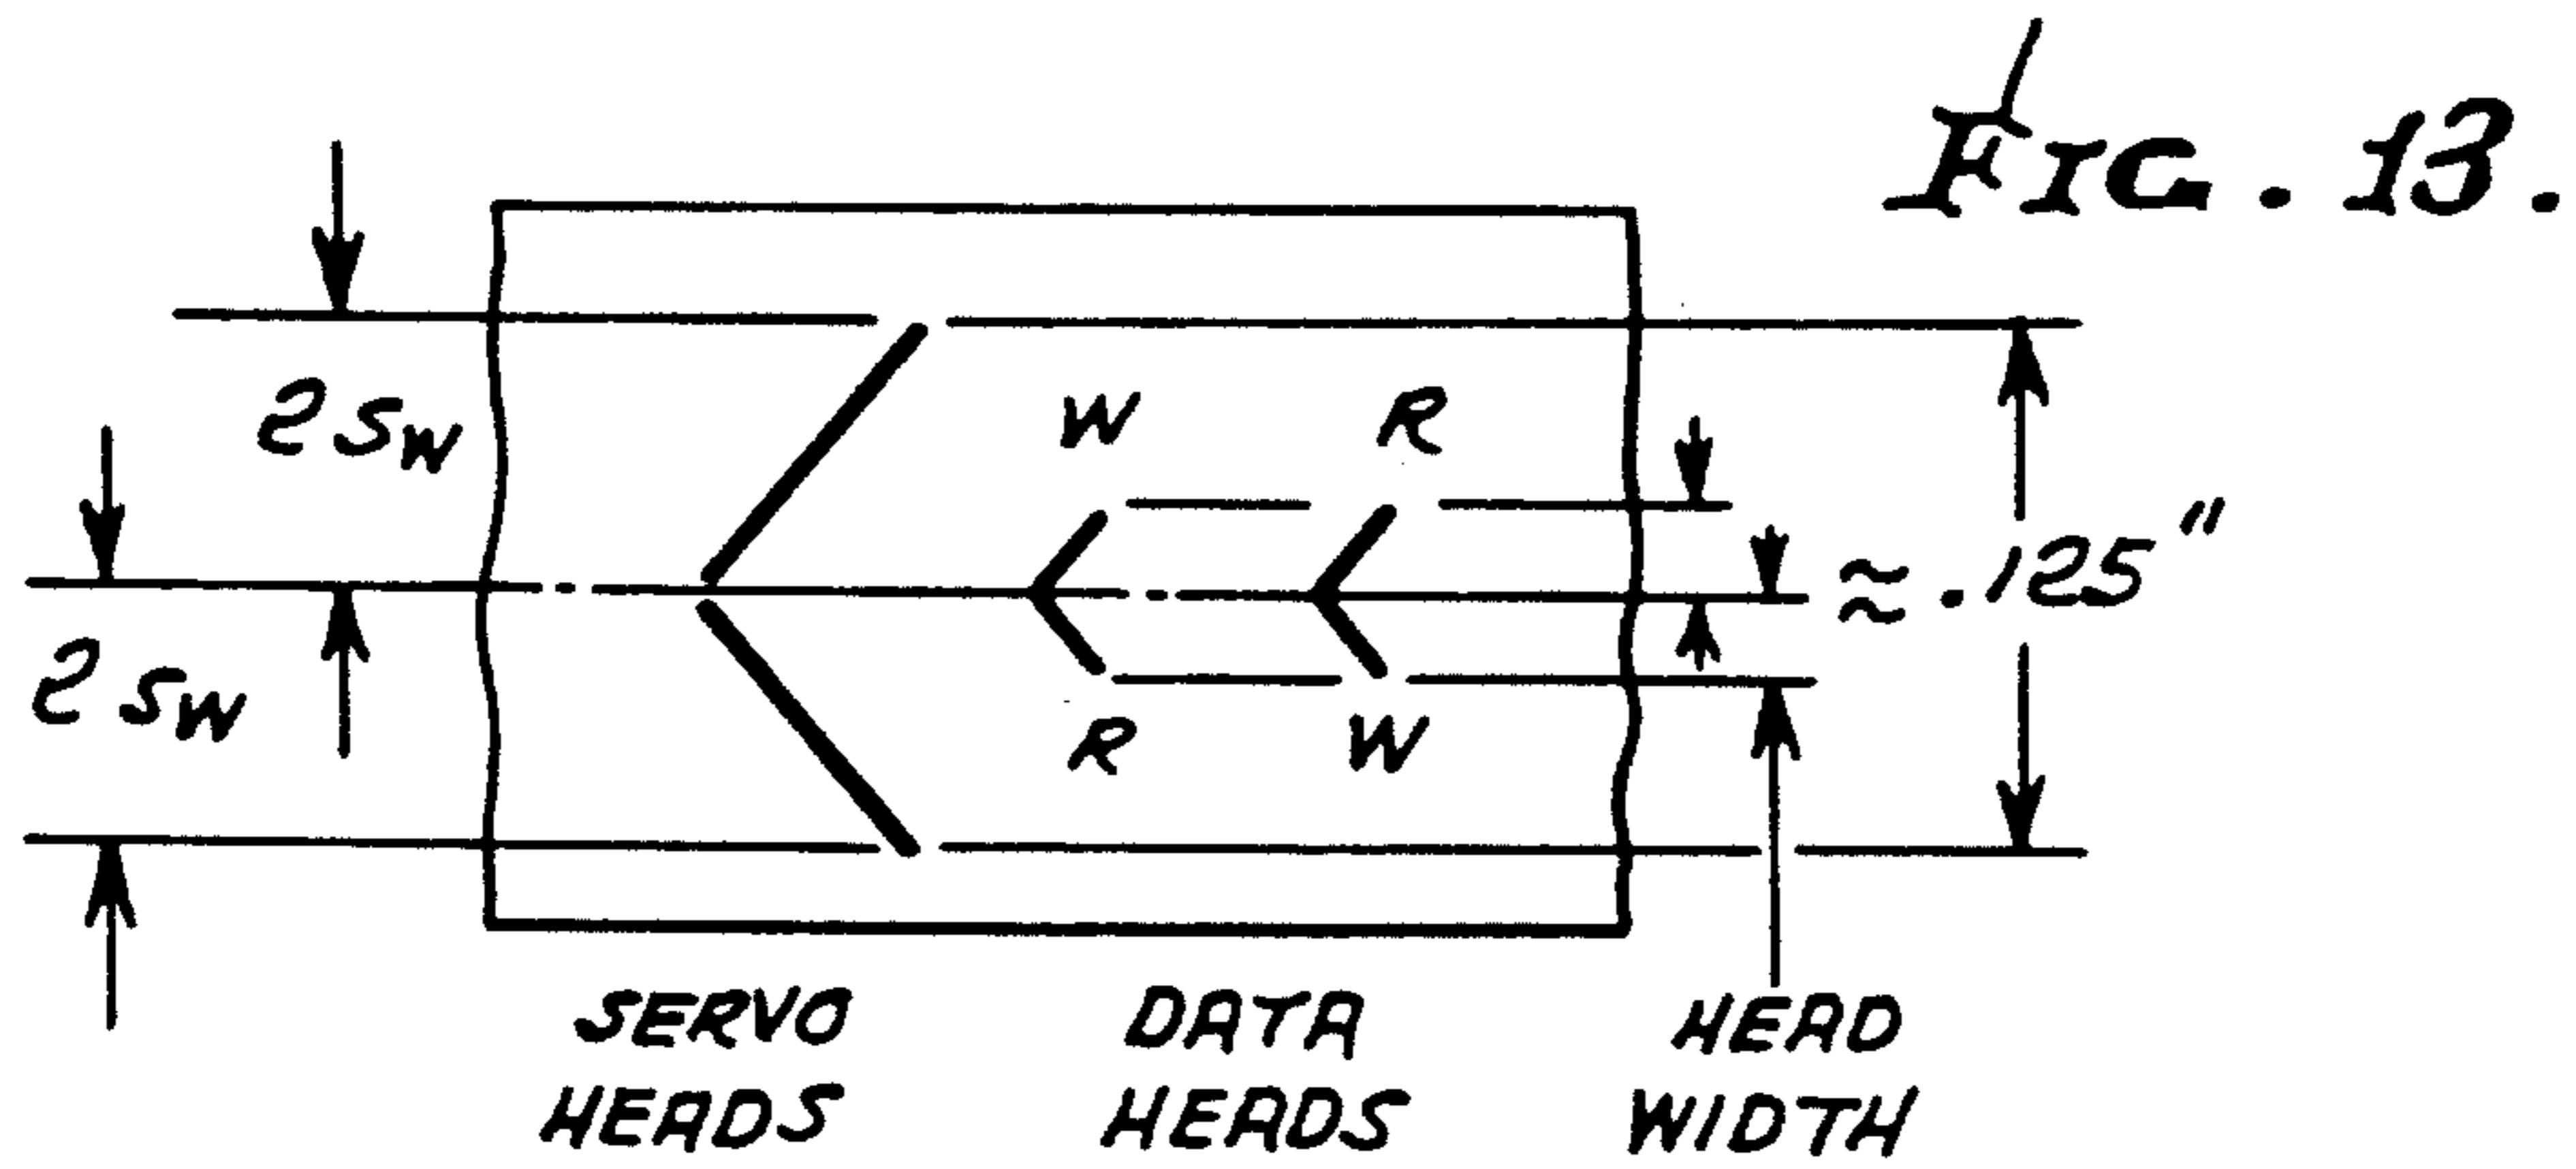 FIG. 13.
2 SW
W R
≈ .125"
2 SW
R W
SERVO DATA HEAD
HEADS HEADS WIDTH